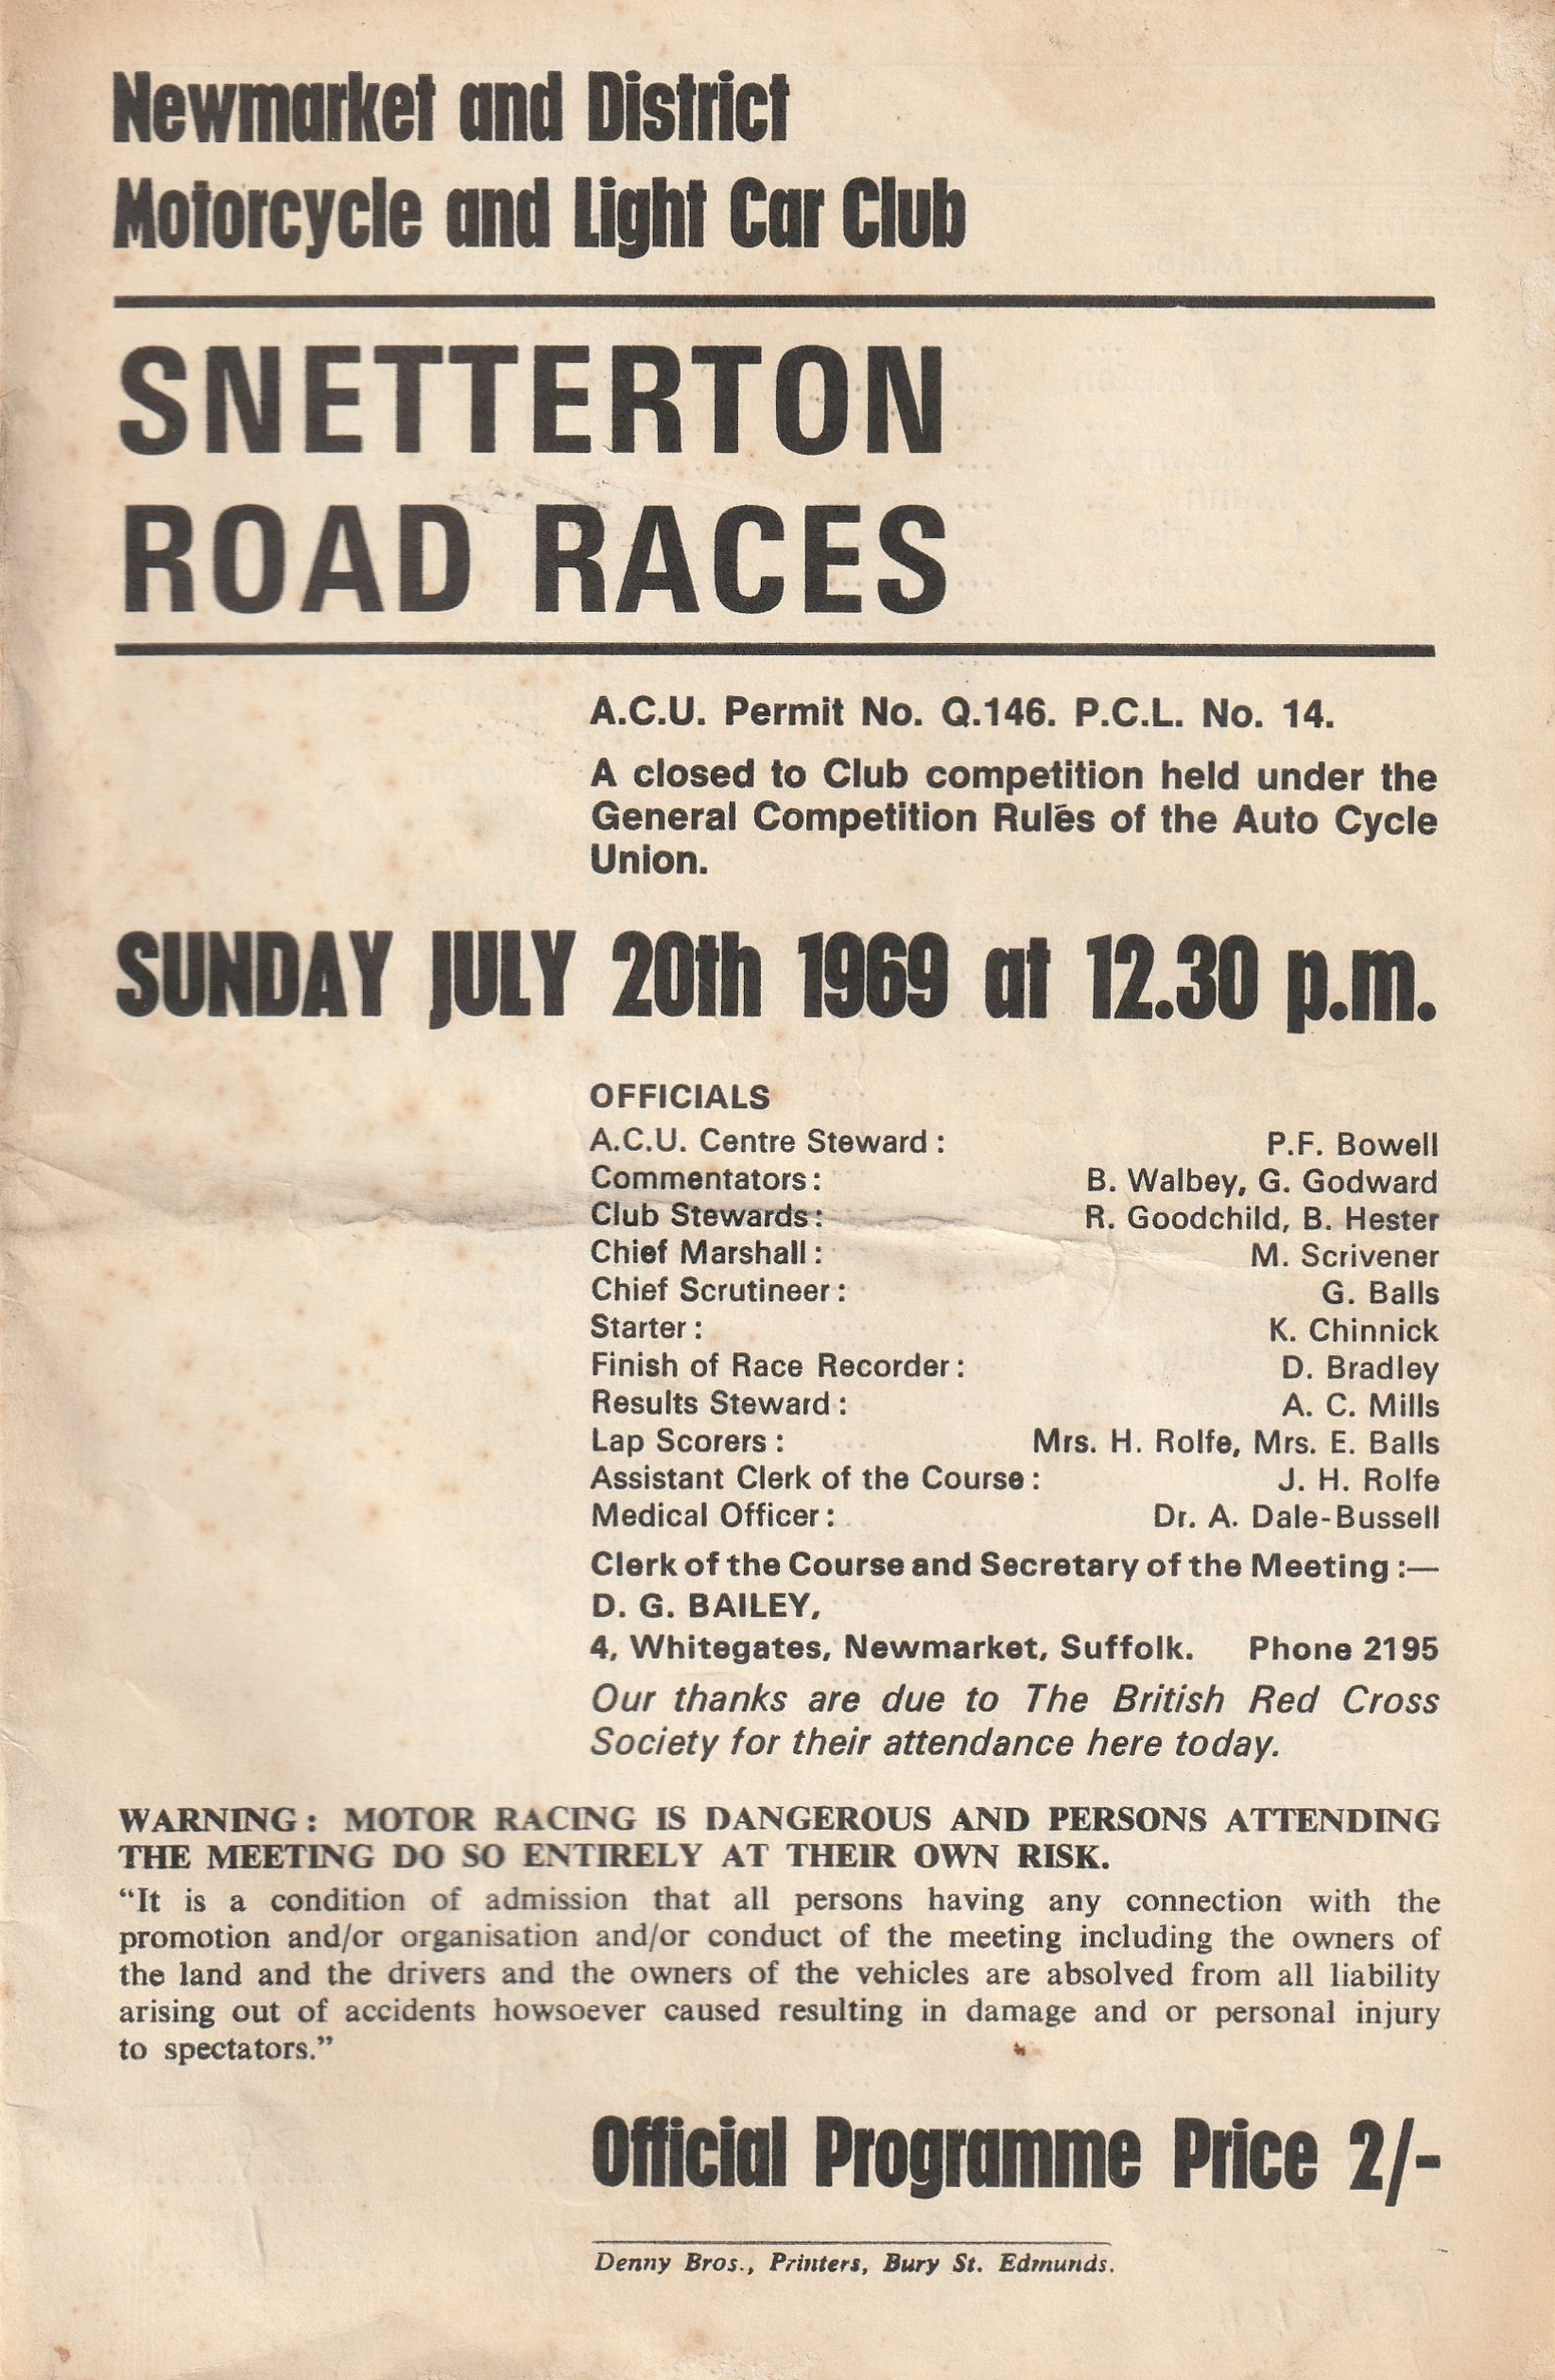 Newmarket and District
Motorcycle and Light Car Club
SNETTERTON
ROAD RACES
A.C.U. Permit No. Q.146. P.C.L. No. 14.
A closed to Club competition held under the
General Competition Rules of the Auto Cycle
Union.
SUNDAY JULY 20th 1969 at 12.30 p.m.
OFFICIALS
A.C.U. Centre Steward: P.F. Bowell
Commentators: B. Walbey, G. Godward
Club Stewards: R. Goodchild, B. Hester
Chief Marshall: M. Scrivener
Chief Scrutineer: G. Balls
Starter: K. Chinnick
Finish of Race Recorder: D. Bradley
Results Steward: A. C. Mills
Lap Scorers: Mrs. H. Rolfe, Mrs. E. Balls
Assistant Clerk of the Course: J. H. Rolfe
Medical Officer: Dr. A. Dale-Bussell
Clerk of the Course and Secretary of the Meeting:—
D. G. BAILEY,
4, Whitegates, Newmarket, Suffolk. Phone 2195
Our thanks are due to The British Red Cross
Society for their attendance here today.
WARNING: MOTOR RACING IS DANGEROUS AND PERSONS ATTENDING
THE MEETING DO SO ENTIRELY AT THEIR OWN RISK.
“It is a condition of admission that all persons having any connection with the
promotion and/or organisation and/or conduct of the meeting including the owners of
the land and the drivers and the owners of the vehicles are absolved from all liability
arising out of accidents howsoever caused resulting in damage and or personal injury
to spectators.”
Official Programme Price 2/-
Denny Bros., Printers, Bury St. Edmunds.